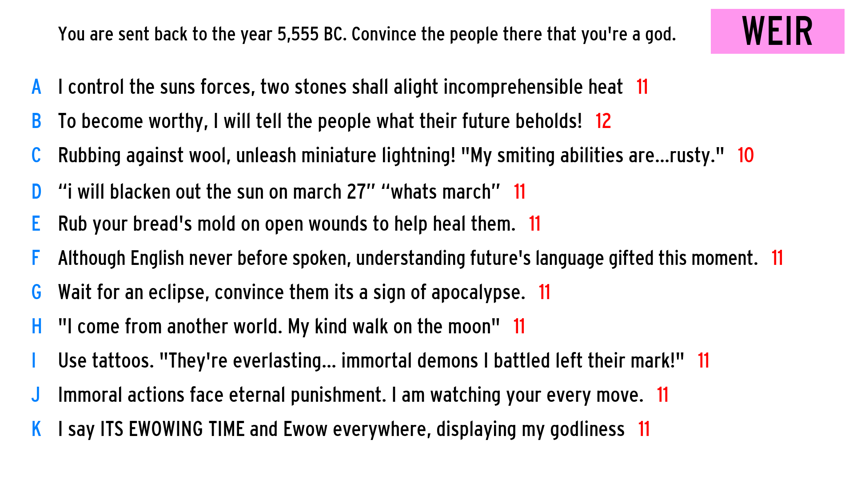 You are sent back to the year 5,555 BC. Convince the people there that you're a god.
WEIR
A I control the suns forces, two stones shall alight incomprehensible heat 11
B To become worthy, I will tell the people what their future beholds! 12
C Rubbing against wool, unleash miniature lightning! "My smiting abilities are...rusty." 10
D “i will blacken out the sun on march 27” “whats march” 11
E Rub your bread's mold on open wounds to help heal them. 11
F Although English never before spoken, understanding future's language gifted this moment. 11
G Wait for an eclipse, convince them its a sign of apocalypse. 11
H "I come from another world. My kind walk on the moon" 11
I Use tattoos. "They're everlasting... immortal demons I battled left their mark!" 11
J Immoral actions face eternal punishment. I am watching your every move. 11
K I say ITS EWOWING TIME and Ewow everywhere, displaying my godliness 11